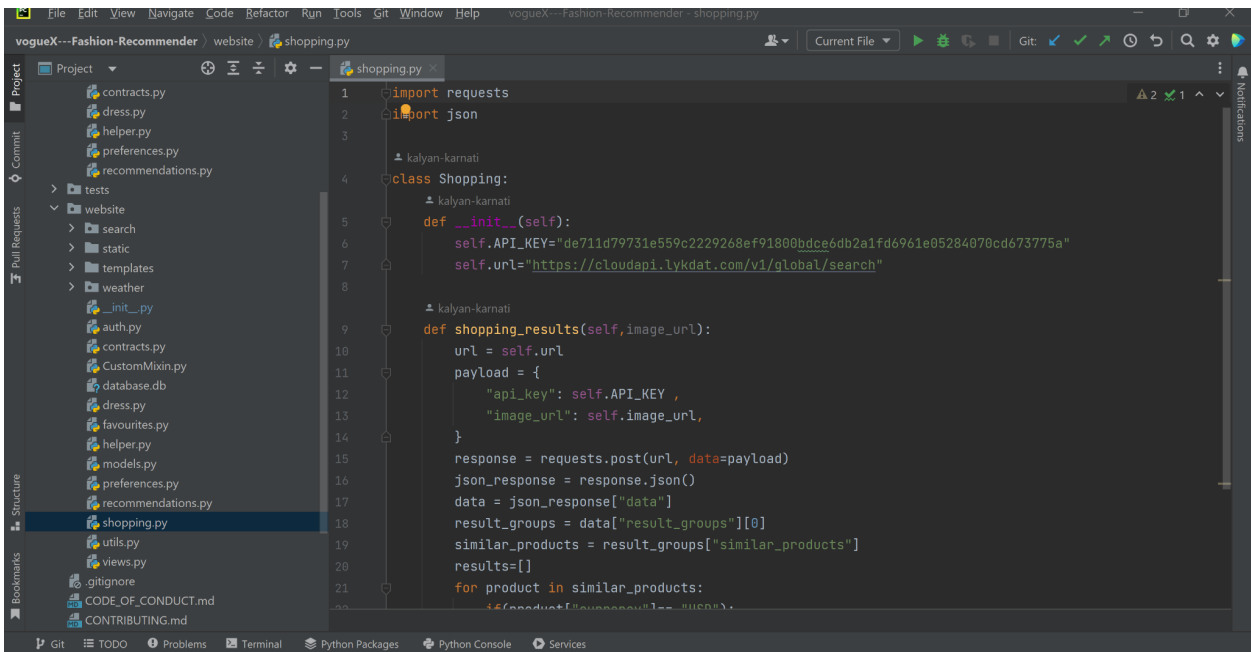 File Edit View Navigate Code Refactor Run Tools Git Window Help vogueX---Fashion-Recommender - shopping.py
vogueX---Fashion-Recommender website shopping.py Current File Git:
Project
contracts.py
dress.py
helper.py
preferences.py
recommendations.py
tests
website
search
static
templates
weather
__init__.py
auth.py
contracts.py
CustomMixin.py
database.db
dress.py
favourites.py
helper.py
models.py
preferences.py
recommendations.py
shopping.py
utils.py
views.py
.gitignore
CODE_OF_CONDUCT.md
CONTRIBUTING.md
Project
Commit
Pull Requests
Structure
Bookmarks
shopping.py
2 1
1 import requests
2 import json
3
kalyan-karnati
4 class Shopping:
kalyan-karnati
5 def __init__(self):
6 self.API_KEY="de711d79731e559c2229268ef91800bdce6db2a1fd6961e05284070cd673775a"
7 self.url="https://cloudapi.lykdat.com/v1/global/search"
8
kalyan-karnati
9 def shopping_results(self,image_url):
10 url = self.url
11 payload = {
12 "api_key": self.API_KEY ,
13 "image_url": self.image_url,
14 }
15 response = requests.post(url, data=payload)
16 json_response = response.json()
17 data = json_response["data"]
18 result_groups = data["result_groups"][0]
19 similar_products = result_groups["similar_products"]
20 results=[]
21 for product in similar_products:
22 if(product["currency"]== "USD"):
Notifications
Git TODO Problems Terminal Python Packages Python Console Services